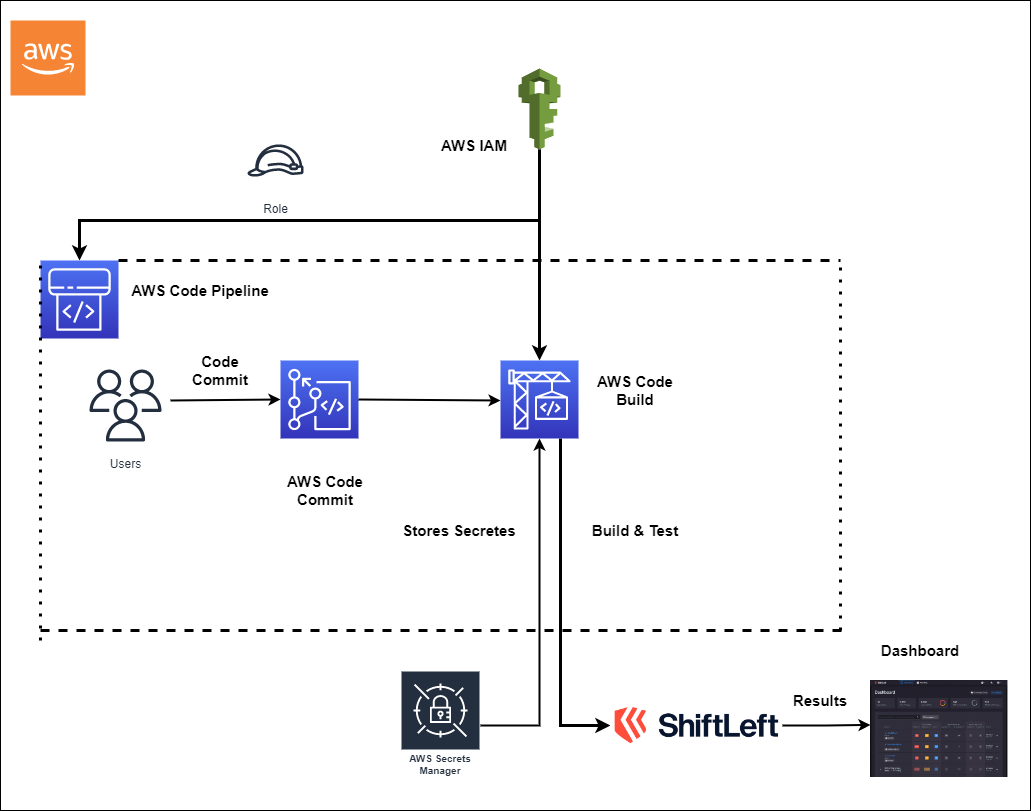 aws
AWS IAM
Role
AWS Code Pipeline
Code
Commit
AWS Code
Build
Users
AWS Code
Commit
Stores Secretes
Build & Test
Dashboard
Results
ShiftLeft
Dashboard
AWS Secrets
Manager